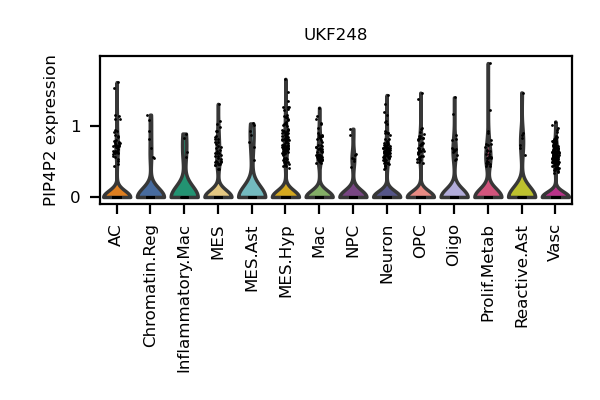 UKF248
PIP4P2 expression
1
0
AC
Chromatin.Reg
Inflammatory.Mac
MES
MES.Ast
MES.Hyp
Mac
NPC
Neuron
OPC
Oligo
Prolif.Metab
Reactive.Ast
Vasc